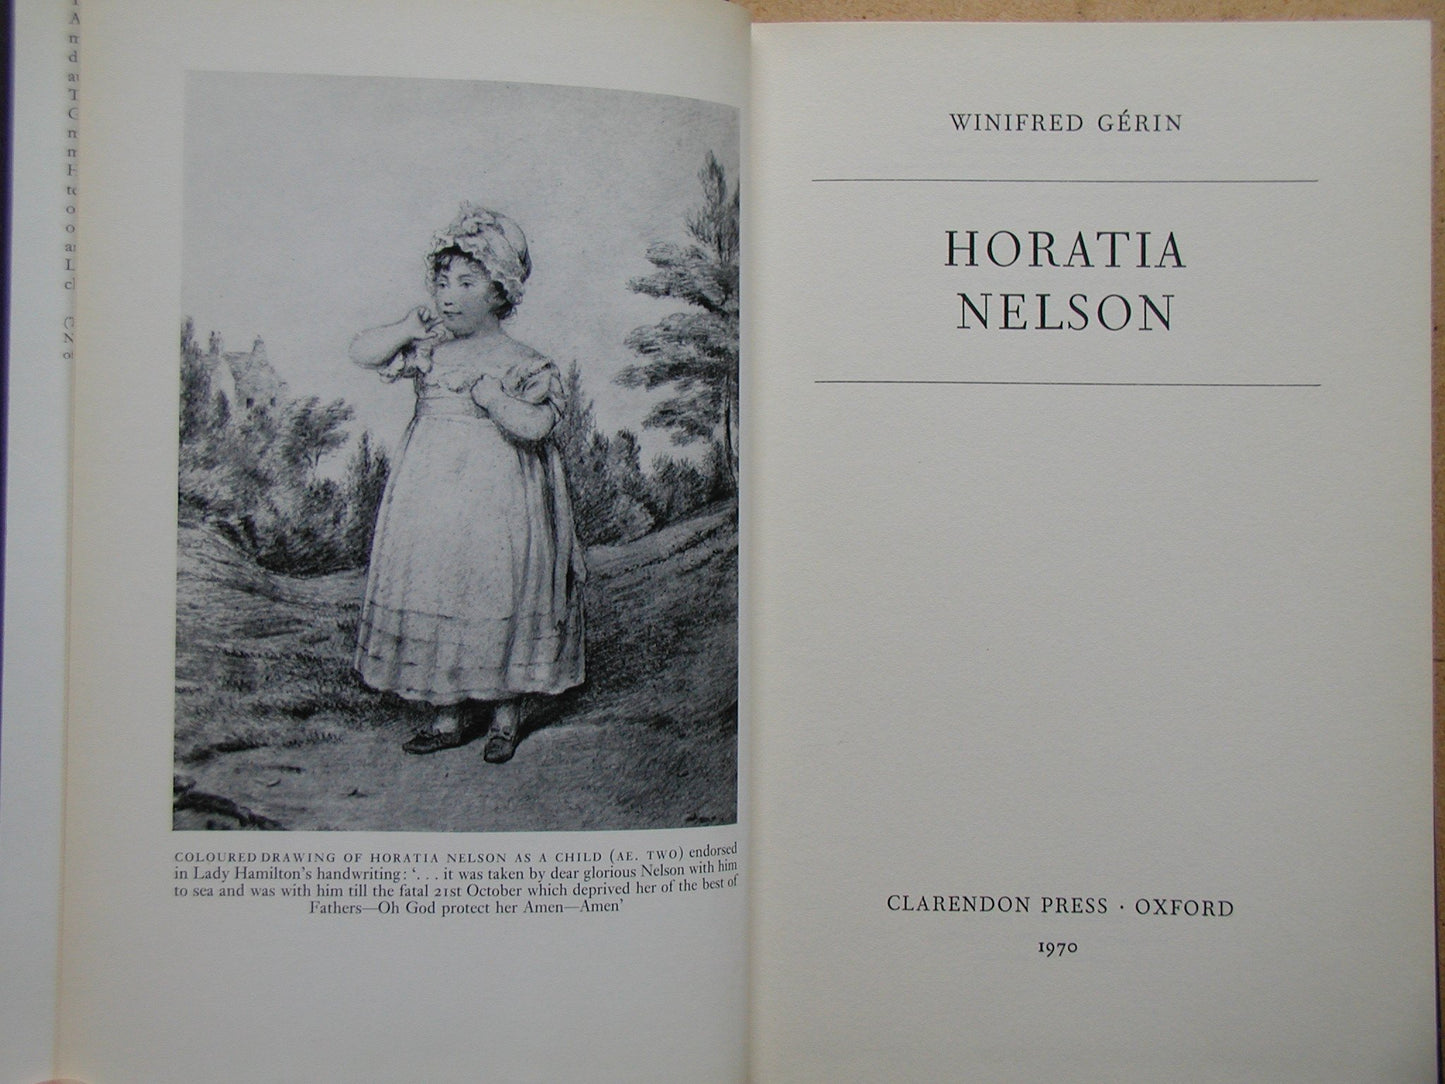 COLOURED DRAWING OF HORATIA NELSON AS A CHILD (AE. TWO) endorsed
in Lady Hamilton's handwriting: '. . . it was taken by dear glorious Nelson with him
to sea and was with him till the fatal 21st October which deprived her of the best of
Fathers—Oh God protect her Amen—Amen'
WINIFRED GÉRIN
HORATIA
NELSON
CLARENDON PRESS · OXFORD
1970